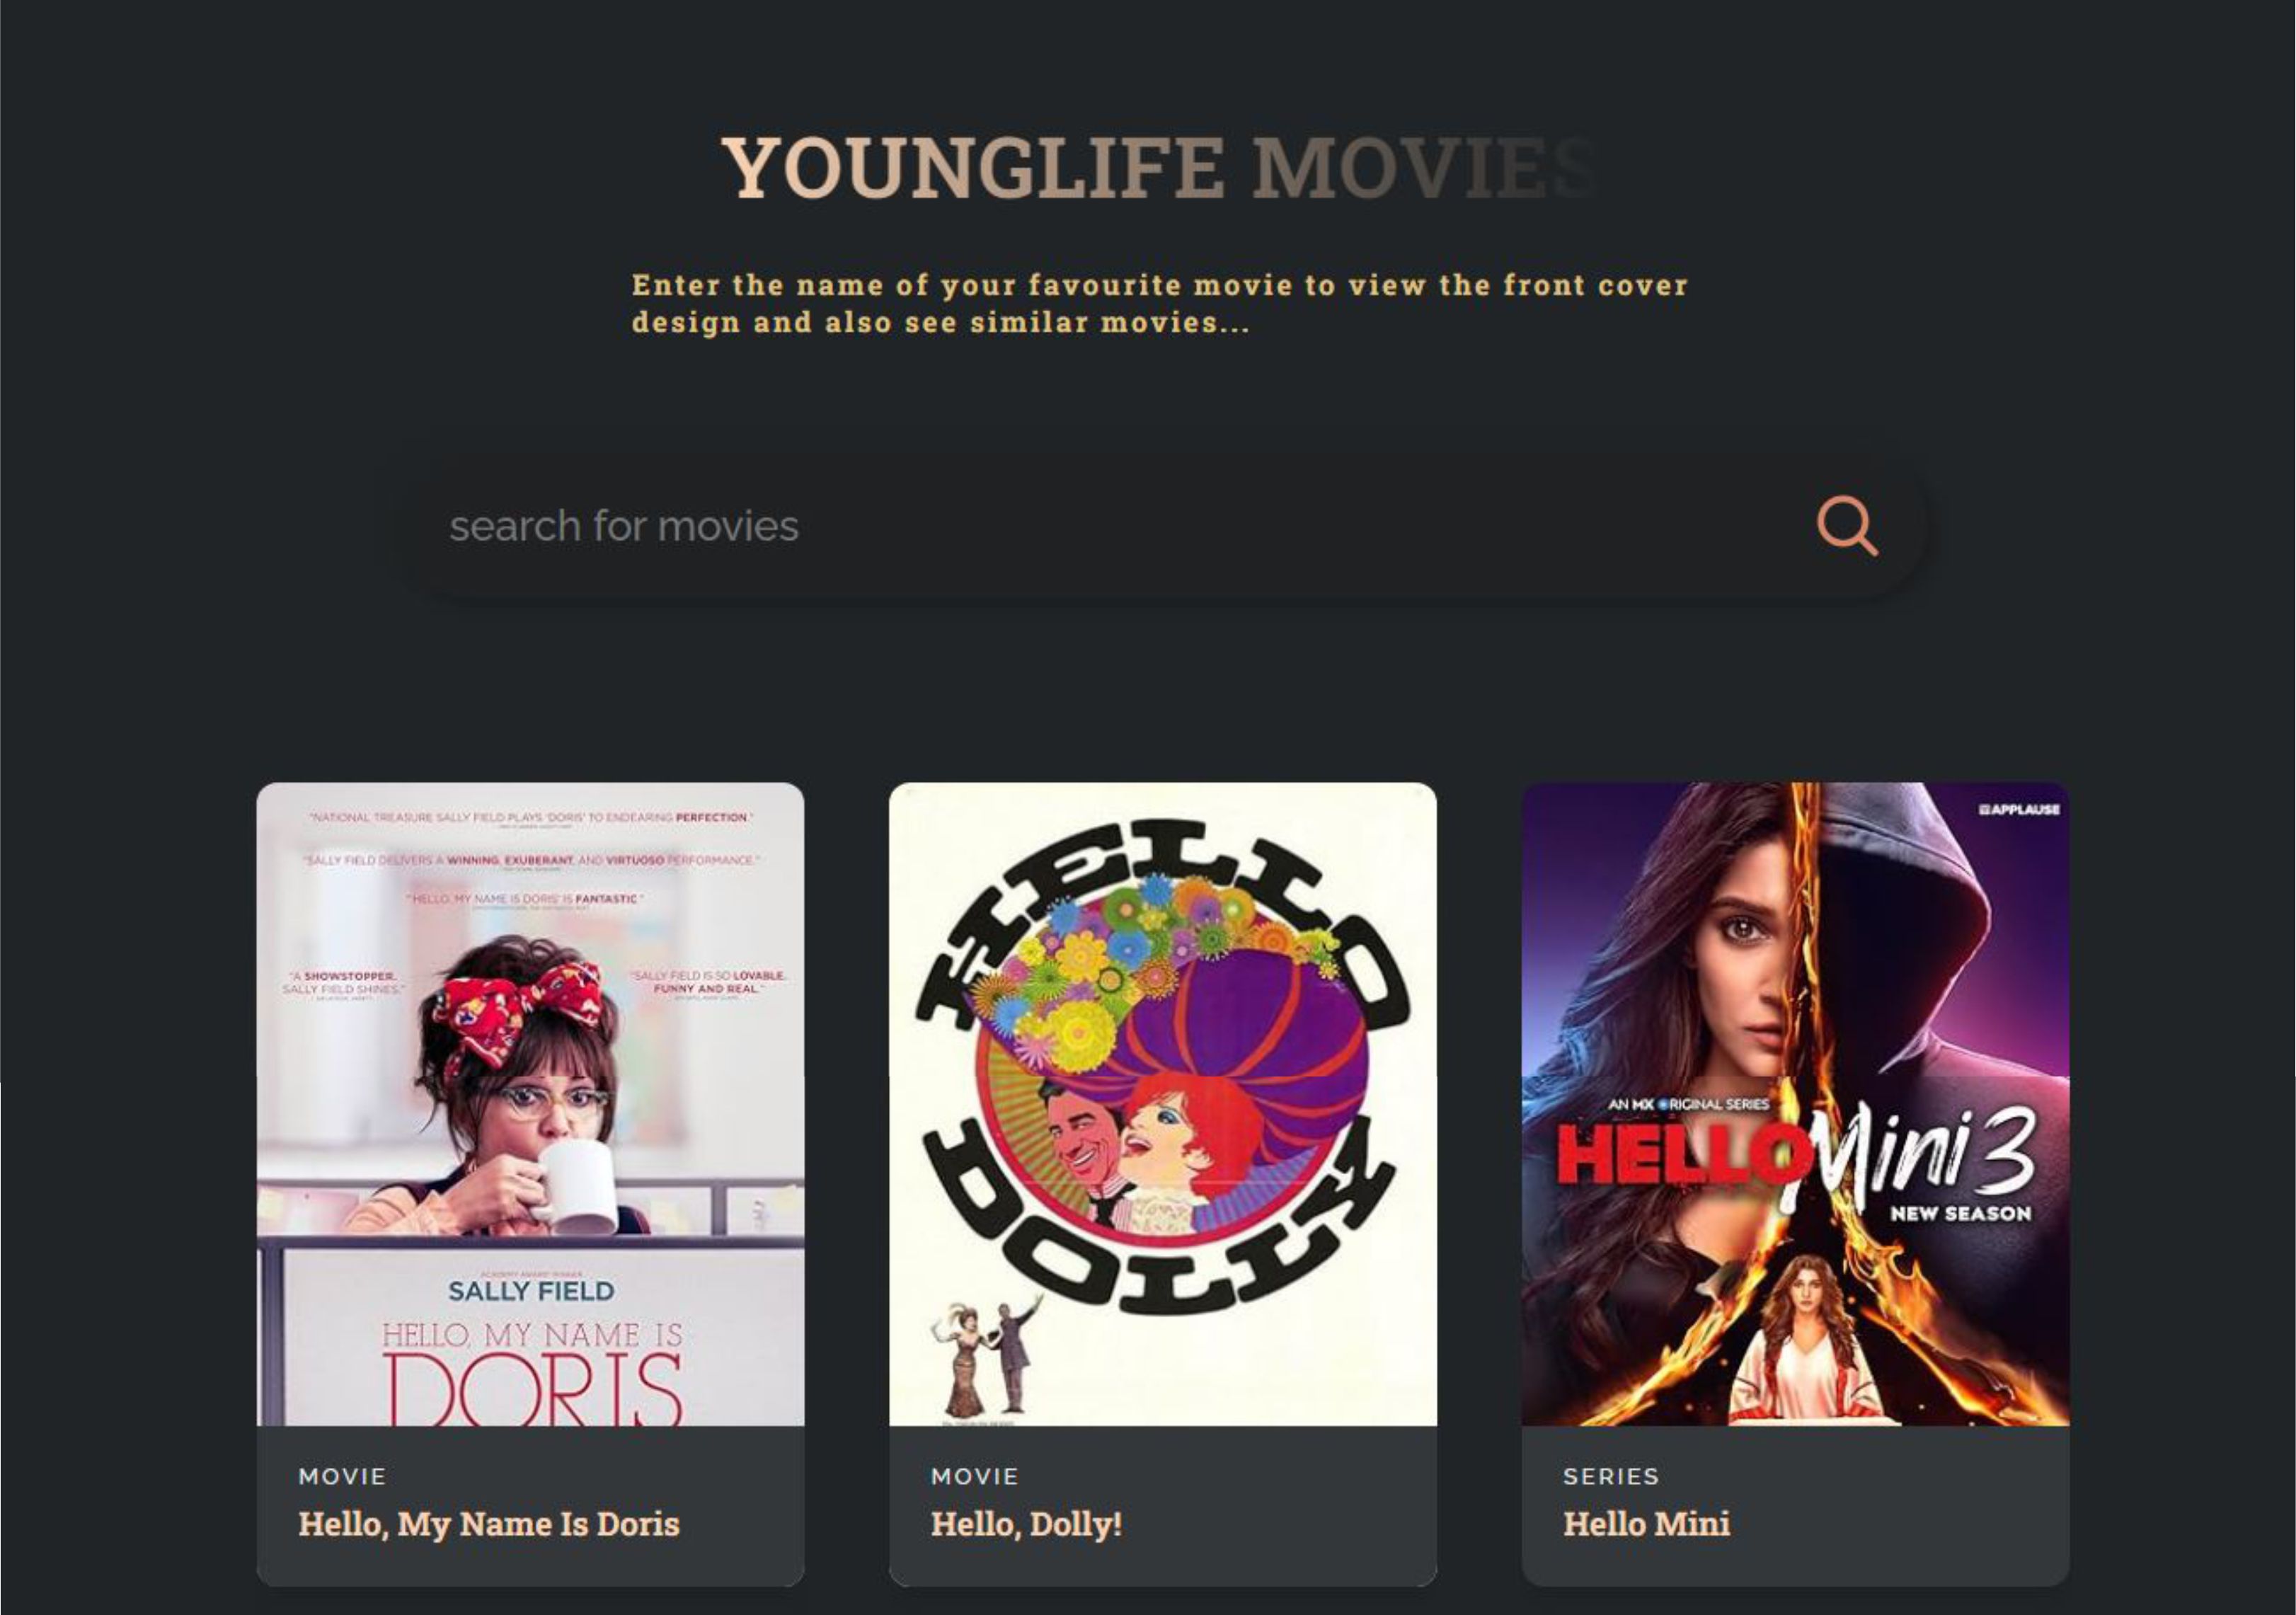 YOUNGLIFE MOVIES
Enter the name of your favourite movie to view the front cover
design and also see similar movies...
search for movies
"NATIONAL TREASURE SALLY FIELD PLAYS 'DORIS' TO ENDEARING PERFECTION."
"SALLY FIELD DELIVERS A WINNING, EXUBERANT, AND VIRTUOSO PERFORMANCE."
"HELLO, MY NAME IS DORIS' IS FANTASTIC."
"A SHOWSTOPPER.
SALLY FIELD SHINES."
"SALLY FIELD IS SO LOVABLE,
FUNNY AND REAL."
ACADEMY AWARD WINNER
SALLY FIELD
HELLO, MY NAME IS
DORIS
MOVIE
Hello, My Name Is Doris
HELLO
DOLLY
MOVIE
Hello, Dolly!
APPLAUSE
AN MX ORIGINAL SERIES
HELLO Mini 3
NEW SEASON
SERIES
Hello Mini